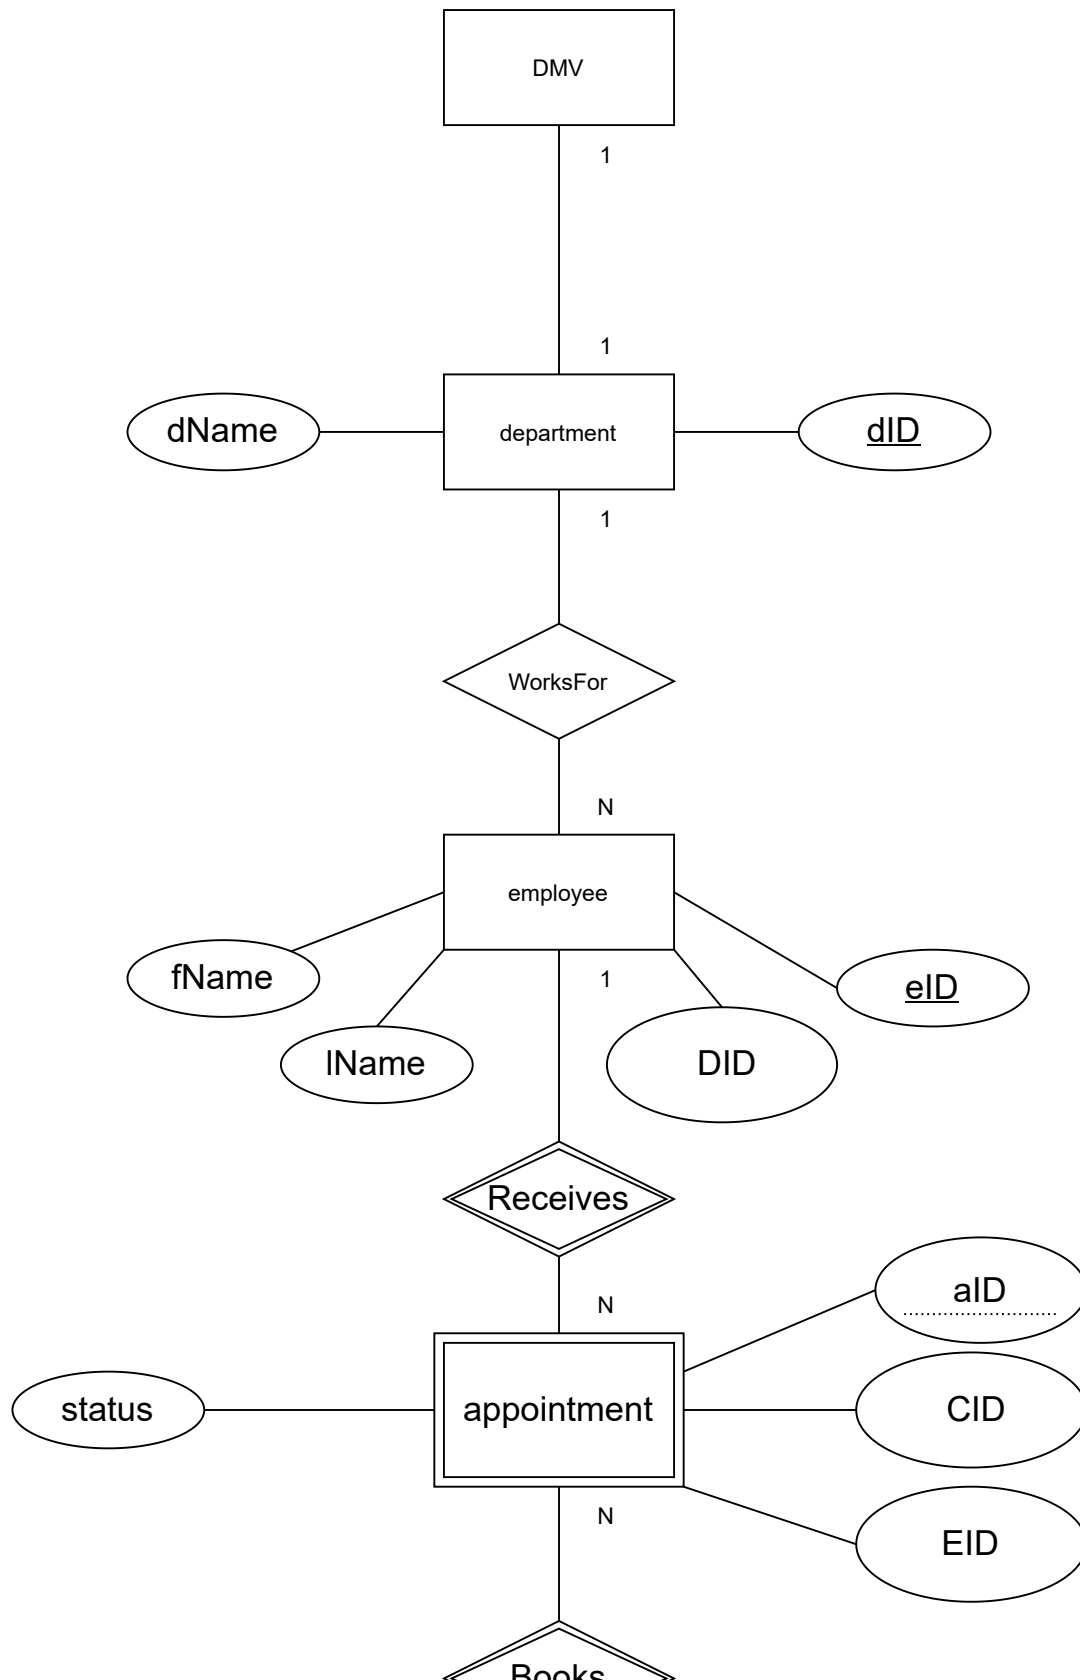 DMV
1
1
dName
department
dID
1
WorksFor
N
employee
fName
1
eID
lName
DID
Receives
aID
N
status
appointment
CID
N
EID
Books